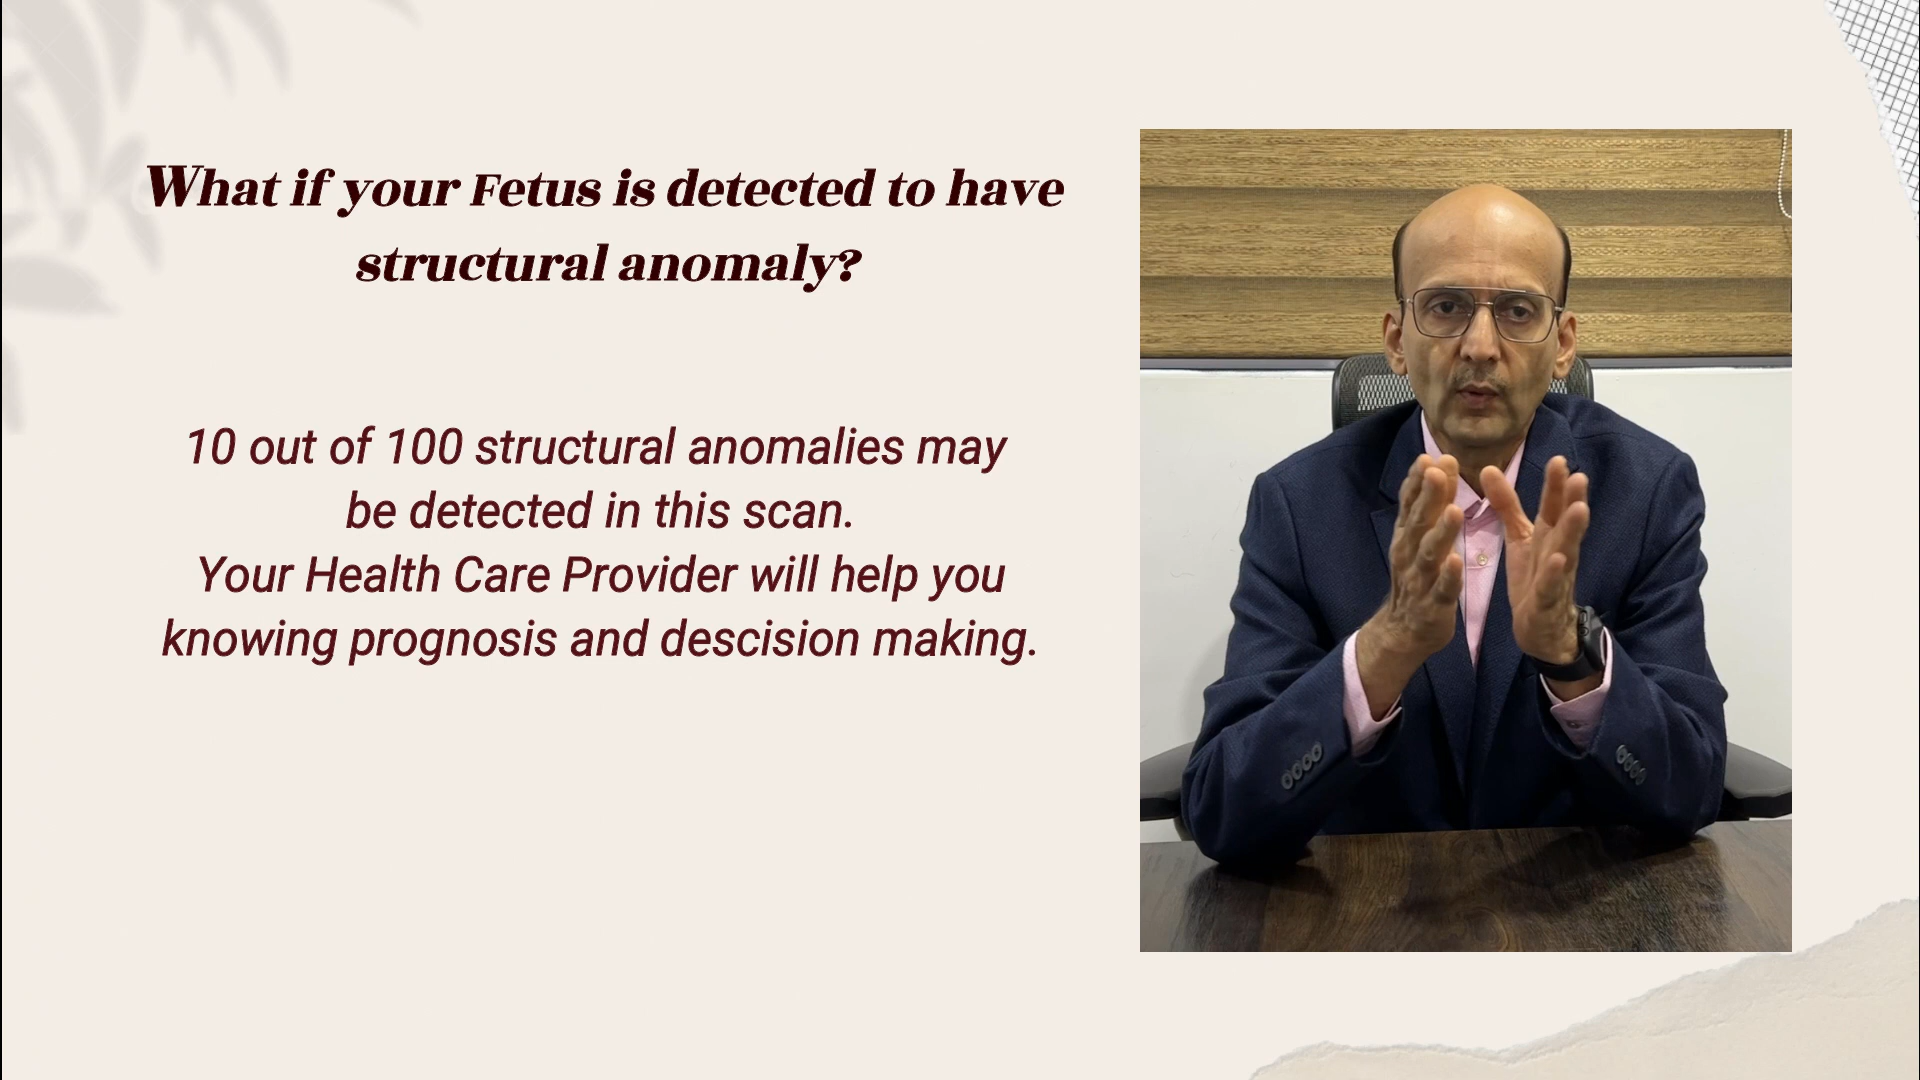 What if your Fetus is detected to have
structural anomaly?
10 out of 100 structural anomalies may
be detected in this scan.
Your Health Care Provider will help you
knowing prognosis and descision making.